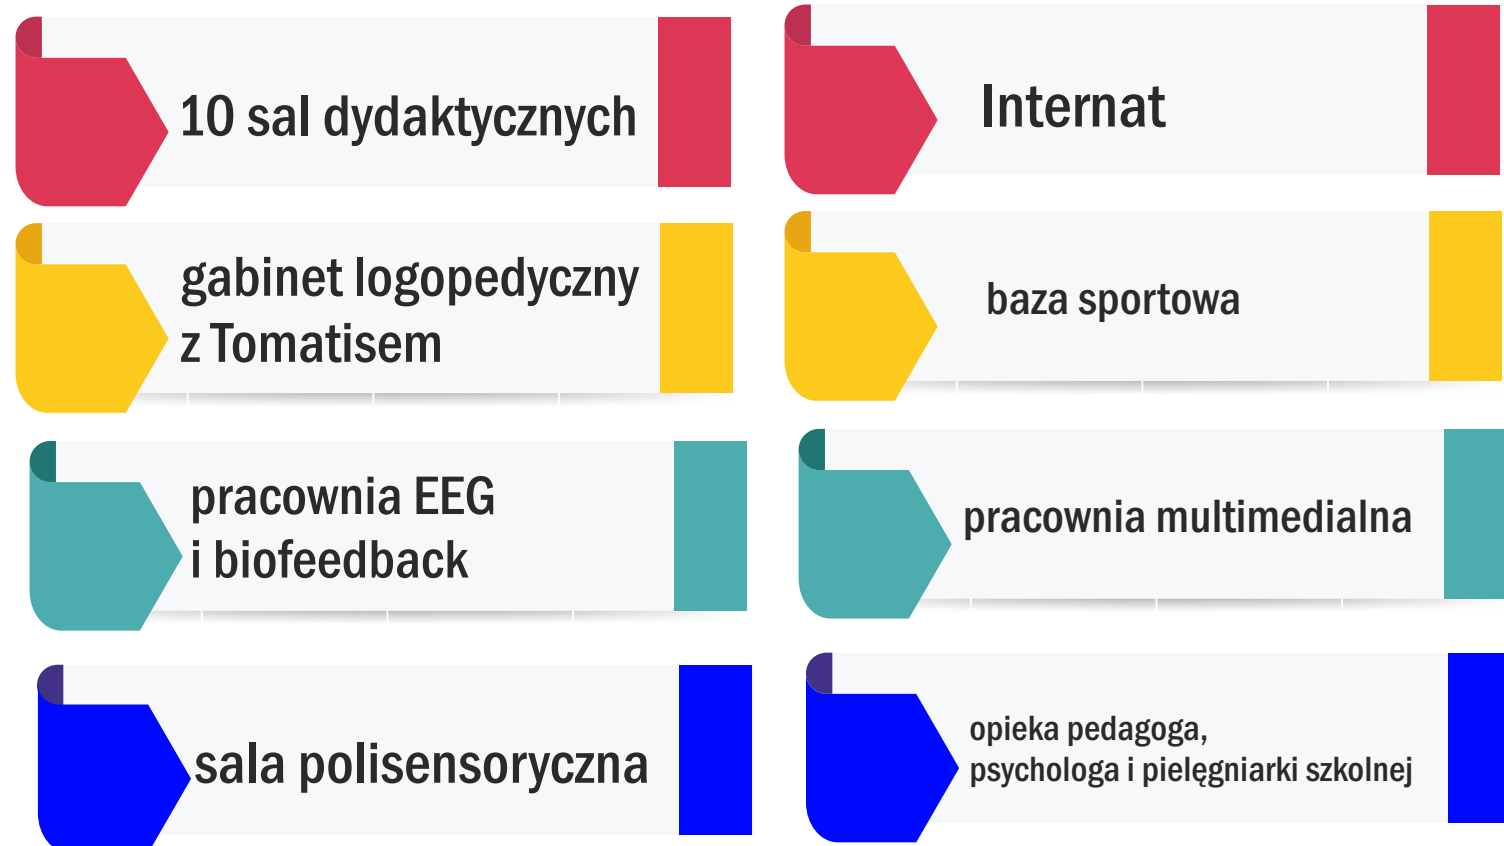 10 sal dydaktycznych
gabinet logopedyczny
z Tomatisem
pracownia EEG
i biofeedback
sala polisensoryczna
Internat
baza sportowa
pracownia multimedialna
opieka pedagoga,
psychologa i pielęgniarki szkolnej